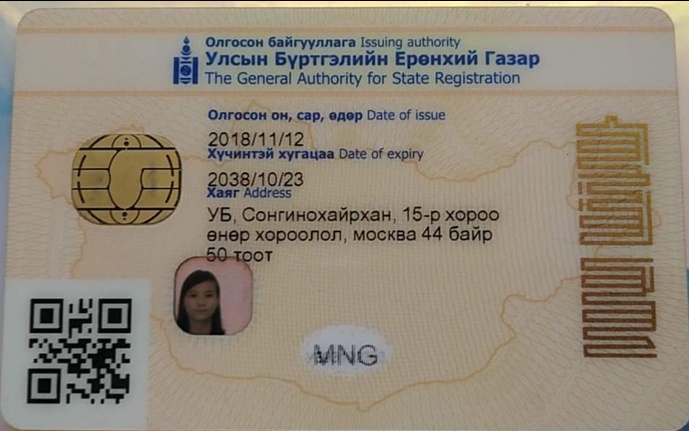 Олгосон байгууллага Issuing authority
Улсын Бүртгэлийн Ерөнхий Газар
The General Authority for State Registration
Олгосон он, сар, өдөр Date of issue
2018/11/12
Хүчинтэй хугацаа Date of expiry
2038/10/23
Хаяг Address
УБ, Сонгинохайрхан, 15-р хороо
өнөр хороолол, москва 44 байр
50 тоот
MNG